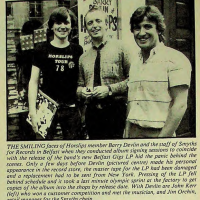 BARRY
DEVLIN
HORSLIPS
TOUR
78
THE SMILING faces of Horslips member Barry Devlin and the staff of Smyths
for Records in Belfast when they conducted album signing sessions to coincide
with the release of the band's new Belfast Gigs LP hid the panic behind the
scenes. Only a few days before Devlin (pictured centre) made his personal
appearance in the record store, the master tape for the LP had been damaged
and a replacement had to be sent from New York. Pressing of the LP fell
behind schedule and it took a last minute olympic sprint at the factory to get
copies of the album into the shops by release date. With Devlin are John Kerr
(left) who won a customer competition and met the musician, and Jim Orchin,
manager for the Smyths chain